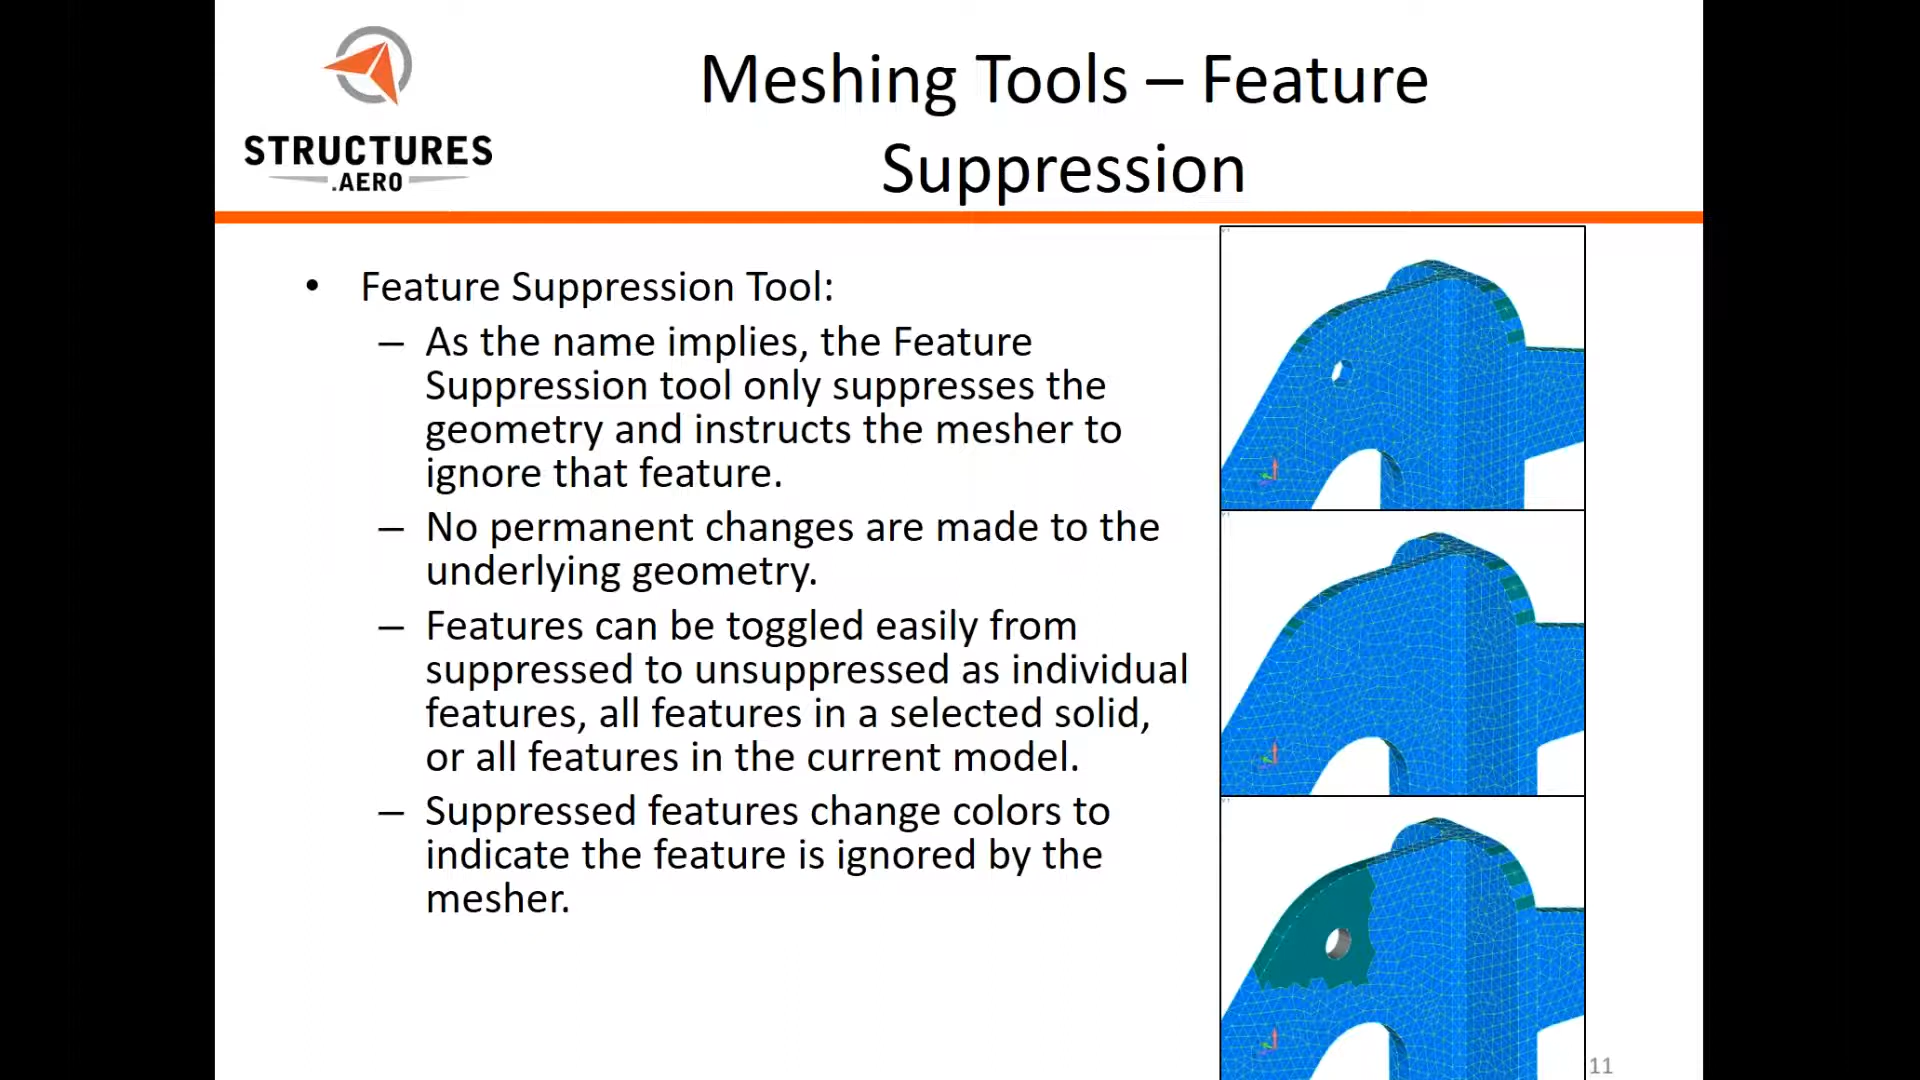 STRUCTURES
.AERO
Meshing Tools – Feature
Suppression
• Feature Suppression Tool:
– As the name implies, the Feature
Suppression tool only suppresses the
geometry and instructs the mesher to
ignore that feature.
– No permanent changes are made to the
underlying geometry.
– Features can be toggled easily from
suppressed to unsuppressed as individual
features, all features in a selected solid,
or all features in the current model.
– Suppressed features change colors to
indicate the feature is ignored by the
mesher.
11